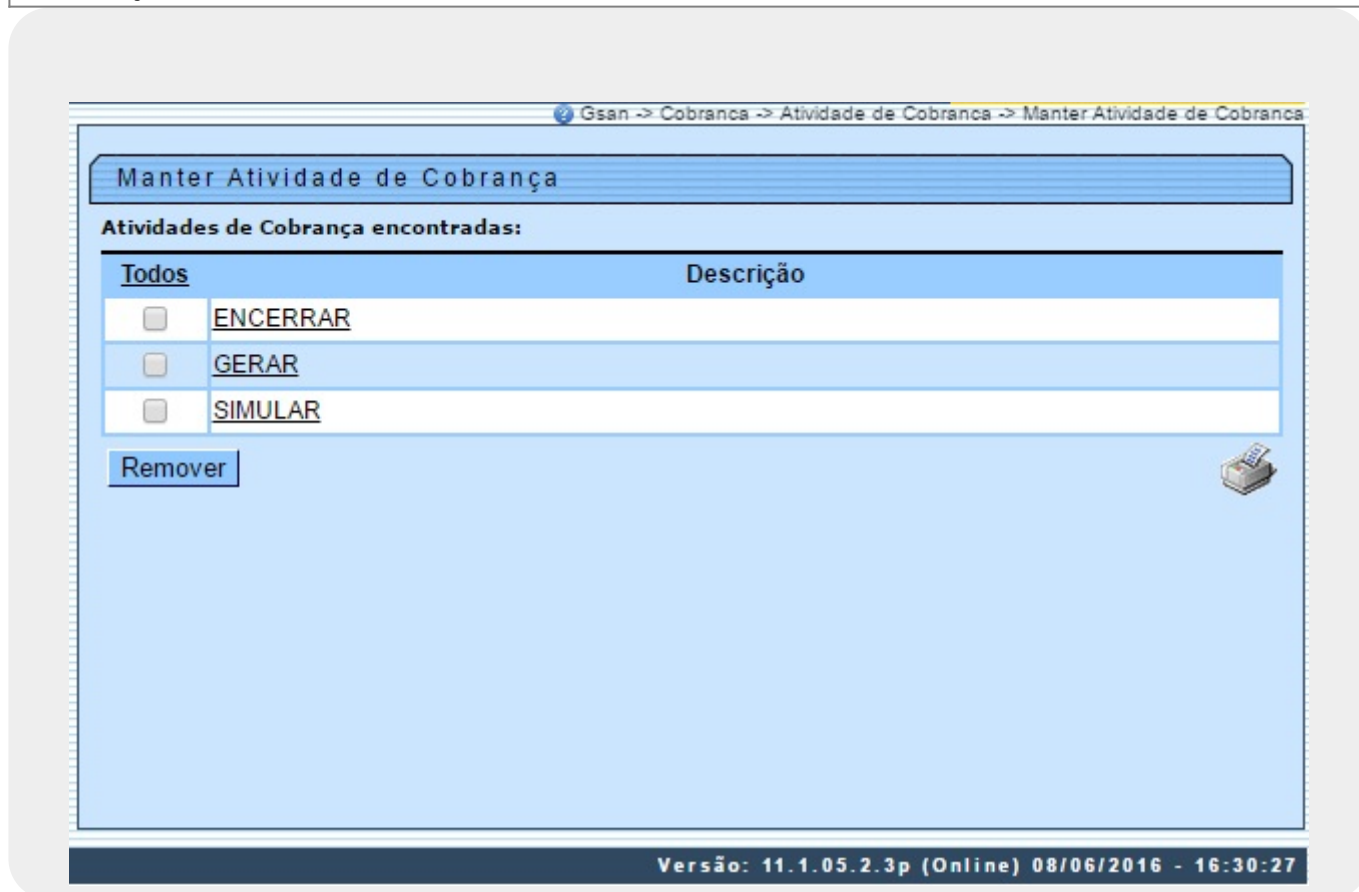 Gsan -> Cobranca -> Atividade de Cobranca -> Manter Atividade de Cobranca
Manter Atividade de Cobrança
Atividades de Cobrança encontradas:
Todos Descrição
ENCERRAR
GERAR
SIMULAR
Remover
Versão: 11.1.05.2.3p (Online) 08/06/2016 - 16:30:27